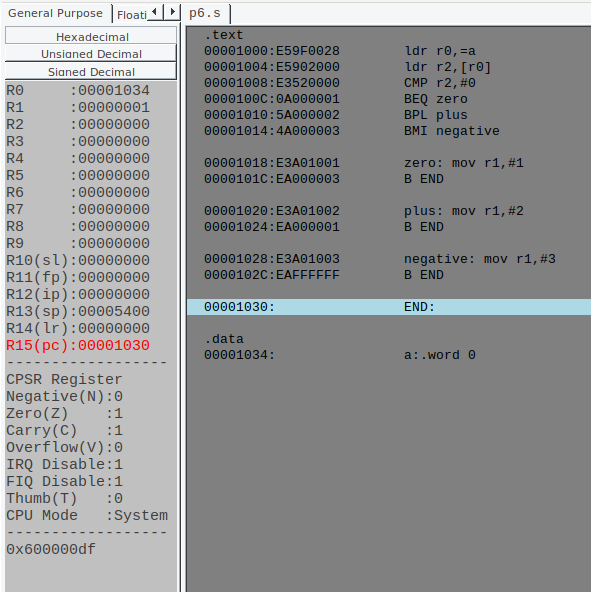 General Purpose Floati p6.s
Hexadecimal
Unsigned Decimal
Signed Decimal
R0 :00001034
R1 :00000001
R2 :00000000
R3 :00000000
R4 :00000000
R5 :00000000
R6 :00000000
R7 :00000000
R8 :00000000
R9 :00000000
R10(sl):00000000
R11(fp):00000000
R12(ip):00000000
R13(sp):00005400
R14(lr):00000000
R15(pc):00001030
-------------------
CPSR Register
Negative(N):0
Zero(Z) :1
Carry(C) :1
Overflow(V):0
IRQ Disable:1
FIQ Disable:1
Thumb(T) :0
CPU Mode :System
-------------------
0x600000df
.text
00001000:E59F0028 ldr r0,=a
00001004:E5902000 ldr r2,[r0]
00001008:E3520000 CMP r2,#0
0000100C:0A000001 BEQ zero
00001010:5A000002 BPL plus
00001014:4A000003 BMI negative
00001018:E3A01001 zero: mov r1,#1
0000101C:EA000003 B END
00001020:E3A01002 plus: mov r1,#2
00001024:EA000001 B END
00001028:E3A01003 negative: mov r1,#3
0000102C:EAFFFFFF B END
00001030: END:
.data
00001034: a:.word 0